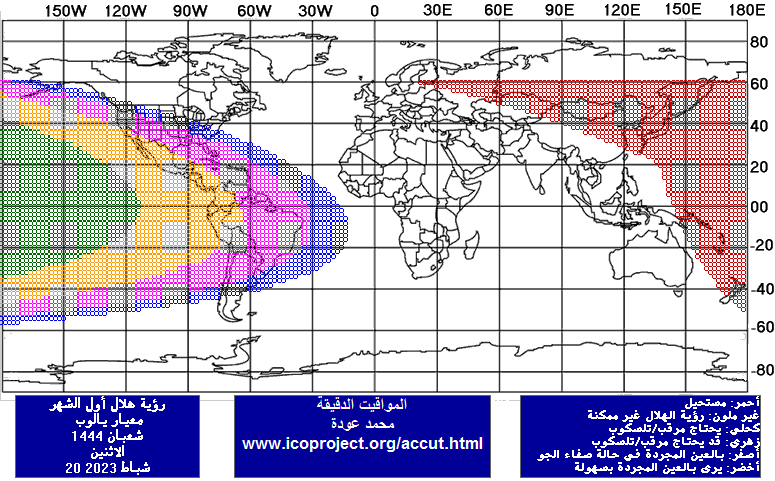 150W 120W 90W 60W 30W 0 30E 60E 90E 120E 150E 180E
80
60
40
20
00
-20
-40
-60
-80
رؤية هلال أول الشهر
معيار يالوب
شعبان 1444
الاثنين
20 شباط 2023
المواقيت الدقيقة
محمد عودة
www.icoproject.org/accut.html
أحمر: مستحيل
غير ملون: رؤية الهلال غير ممكنة
كحلي: يحتاج مرقب/تلسكوب
زهري: قد يحتاج مرقب/تلسكوب
أصفر: بالعين المجردة في حالة صفاء الجو
أخضر: يرى بالعين المجردة بسهولة